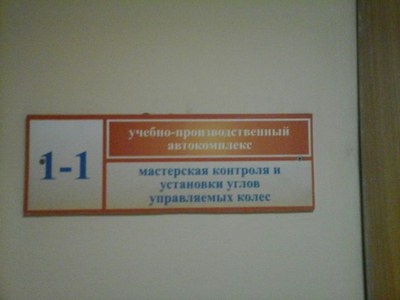 1-1
учебно-производственный
автокомплекс
мастерская контроля и
установки углов
управляемых колес